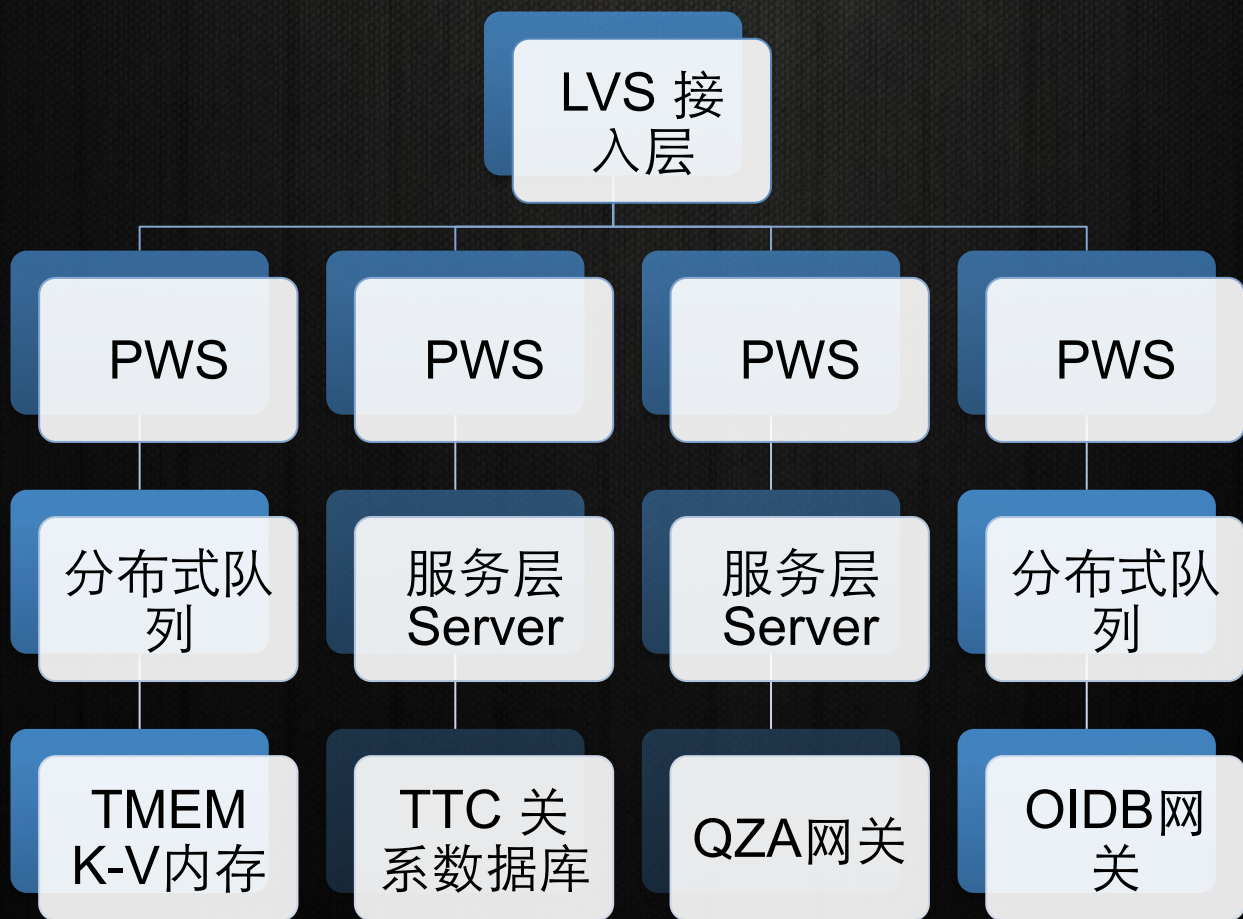 LVS 接
入层
PWS
PWS
PWS
PWS
分布式队
列
服务层
Server
服务层
Server
分布式队
列
TMEM
K-V内存
TTC 关
系数据库
QZA网关
OIDB网
关